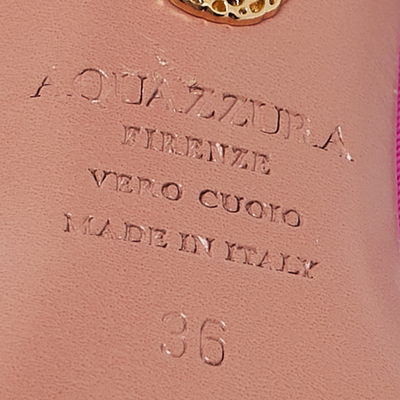 AQUAZZURA
FIRENZE
VERO CUOIO
MADE IN ITALY
36